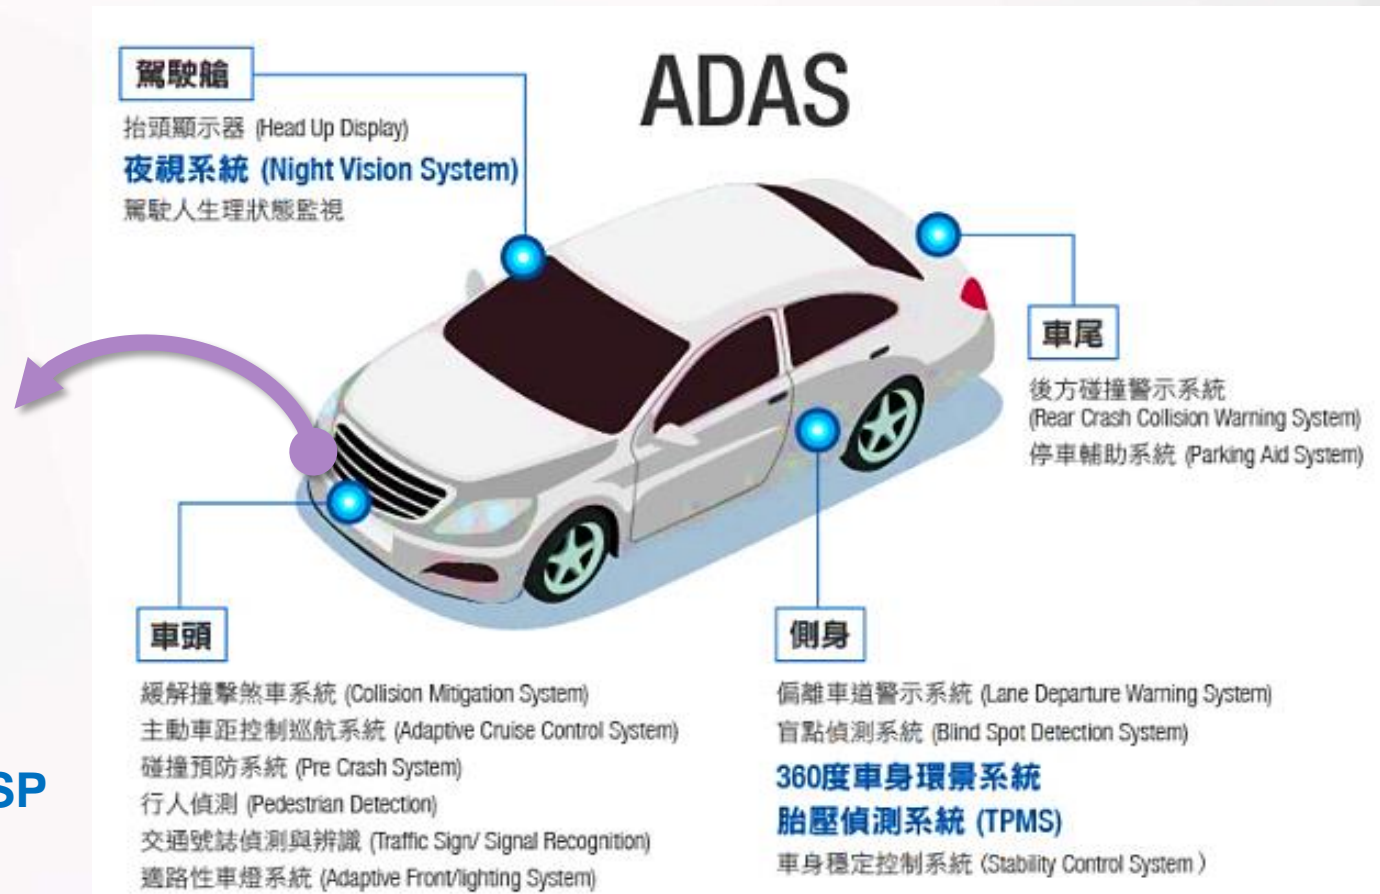 ADAS
駕駛艙
抬頭顯示器 (Head Up Display)
夜視系統 (Night Vision System)
駕駛人生理狀態監視
車尾
後方碰撞警示系統
(Rear Crash Collision Warning System)
停車輔助系統 (Parking Aid System)
車頭
緩解撞擊煞車系統 (Collision Mitigation System)
主動車距控制巡航系統 (Adaptive Cruise Control System)
碰撞預防系統 (Pre Crash System)
行人偵測 (Pedestrian Detection)
交通號誌偵測與辨識 (Traffic Sign/ Signal Recognition)
適路性車燈系統 (Adaptive Front/lighting System)
側身
偏離車道警示系統 (Lane Departure Warning System)
盲點偵測系統 (Blind Spot Detection System)
360度車身環景系統
胎壓偵測系統 (TPMS)
車身穩定控制系統 (Stability Control System)
SP